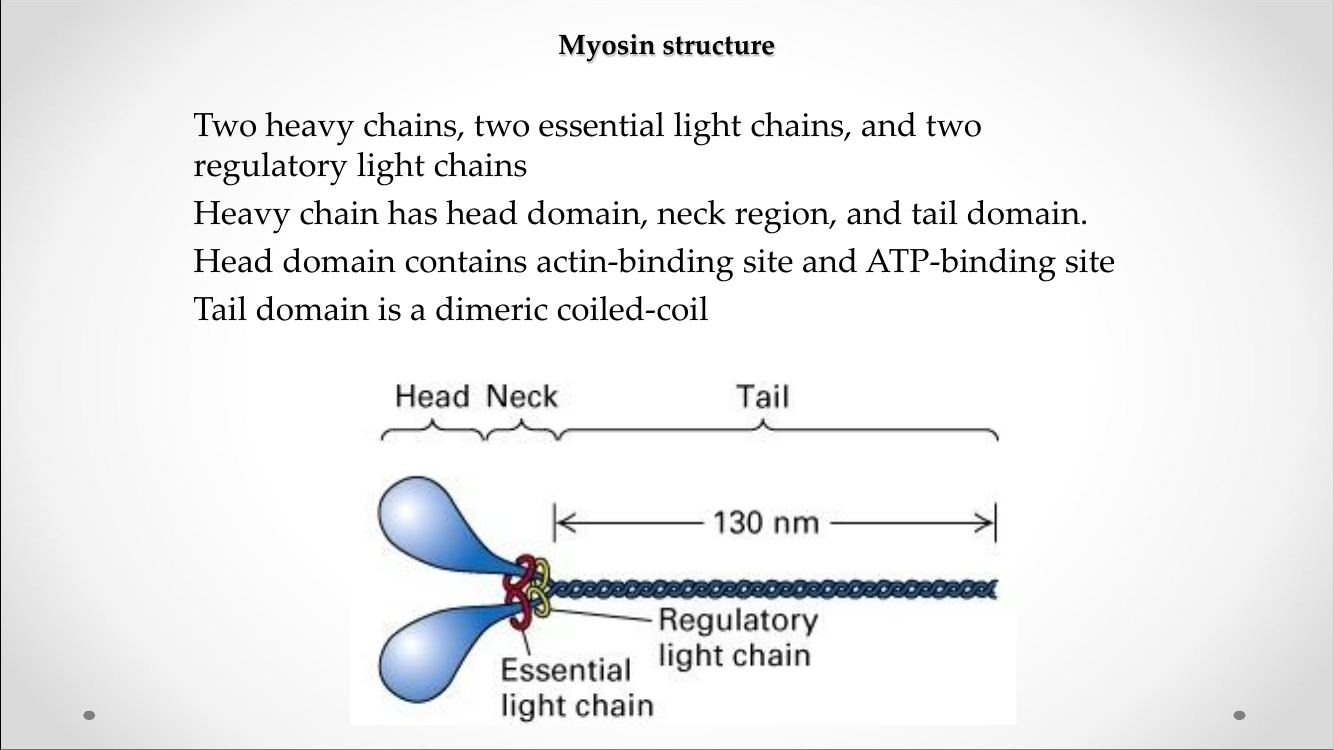 Myosin structure
Two heavy chains, two essential light chains, and two
regulatory light chains
Heavy chain has head domain, neck region, and tail domain.
Head domain contains actin-binding site and ATP-binding site
Tail domain is a dimeric coiled-coil
Head Neck Tail
130 nm
Regulatory
light chain
Essential
light chain